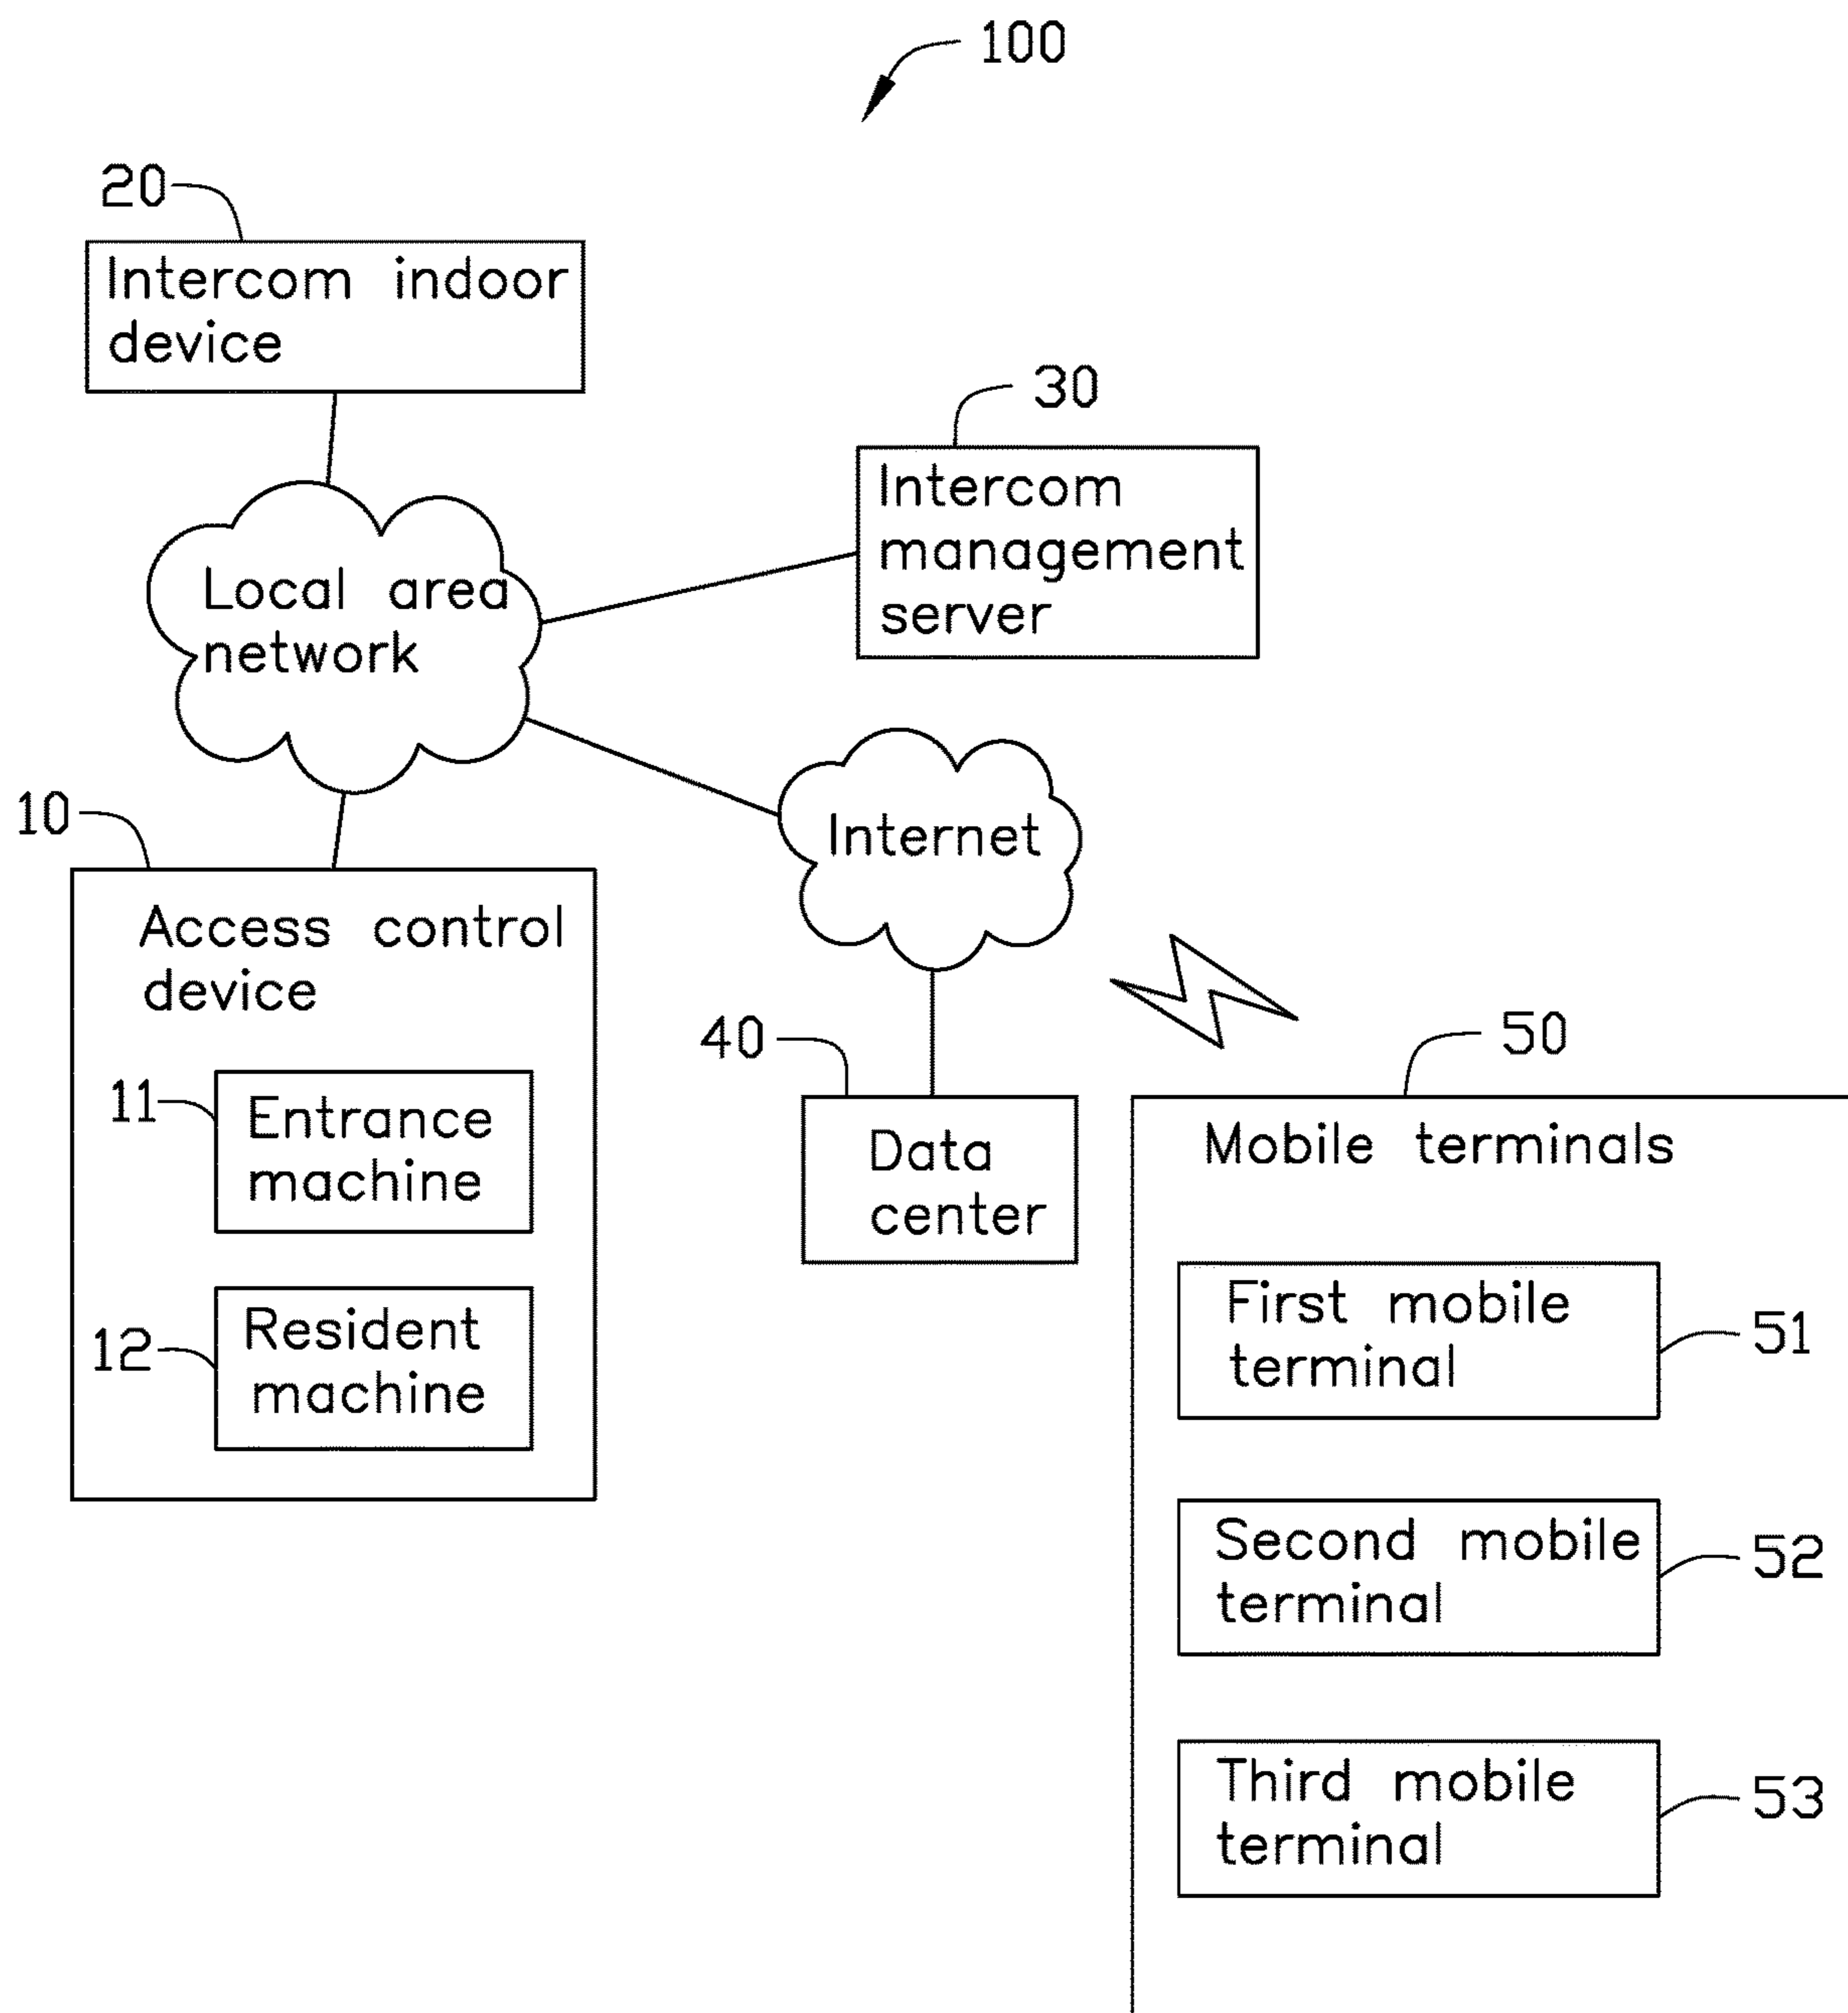 100
20
Intercom indoor
device
30
Intercom
management
server
Local area
network
10
Internet
Access control
device
40
50
11
Entrance
machine
Data
center
Mobile terminals
12
Resident
machine
First mobile
terminal
51
Second mobile
terminal
52
Third mobile
terminal
53